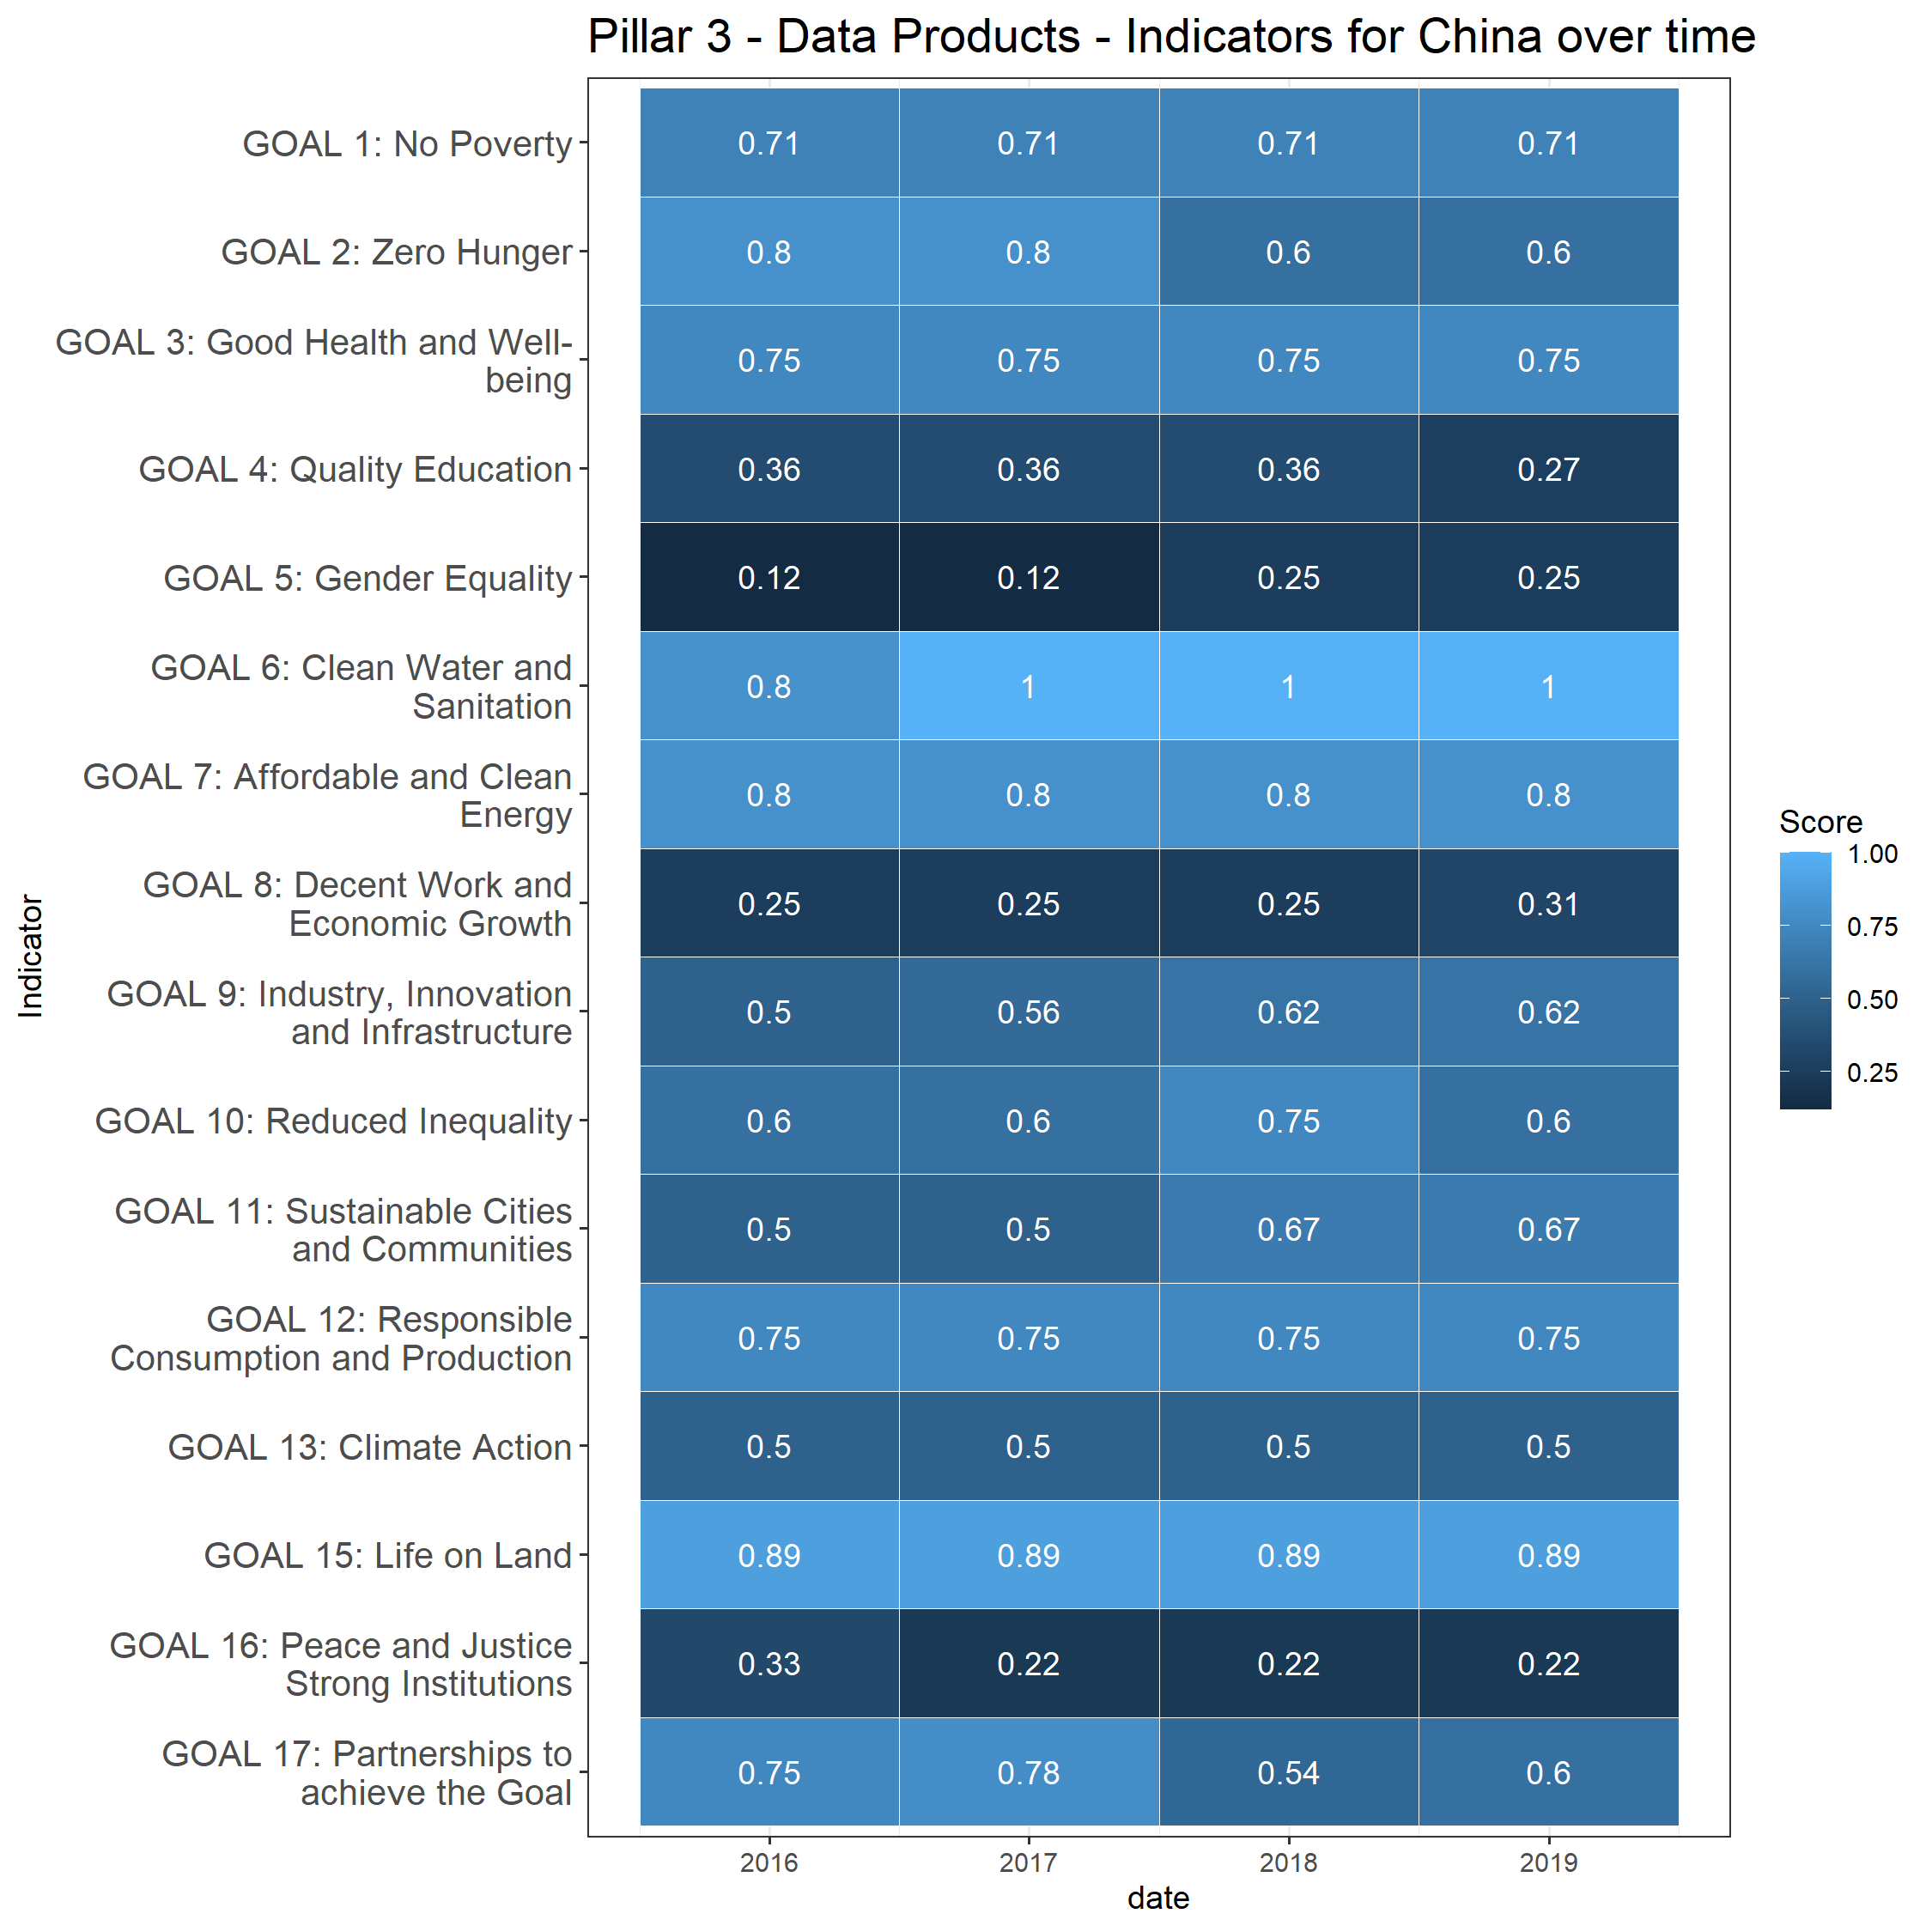 Pillar 3 - Data Products - Indicators for China over time
GOAL 1: No Poverty
0.71 0.71 0.71 0.71
GOAL 2: Zero Hunger
0.8 0.8 0.6 0.6
GOAL 3: Good Health and Well-
being
0.75 0.75 0.75 0.75
GOAL 4: Quality Education
0.36 0.36 0.36 0.27
GOAL 5: Gender Equality
0.12 0.12 0.25 0.25
GOAL 6: Clean Water and
Sanitation
0.8 1 1 1
GOAL 7: Affordable and Clean
Energy
0.8 0.8 0.8 0.8
GOAL 8: Decent Work and
Economic Growth
0.25 0.25 0.25 0.31
GOAL 9: Industry, Innovation
and Infrastructure
0.5 0.56 0.62 0.62
GOAL 10: Reduced Inequality
0.6 0.6 0.75 0.6
GOAL 11: Sustainable Cities
and Communities
0.5 0.5 0.67 0.67
GOAL 12: Responsible
Consumption and Production
0.75 0.75 0.75 0.75
GOAL 13: Climate Action
0.5 0.5 0.5 0.5
GOAL 15: Life on Land
0.89 0.89 0.89 0.89
GOAL 16: Peace and Justice
Strong Institutions
0.33 0.22 0.22 0.22
GOAL 17: Partnerships to
achieve the Goal
0.75 0.78 0.54 0.6
2016 2017 2018 2019
date
Indicator
Score
1.00
0.75
0.50
0.25